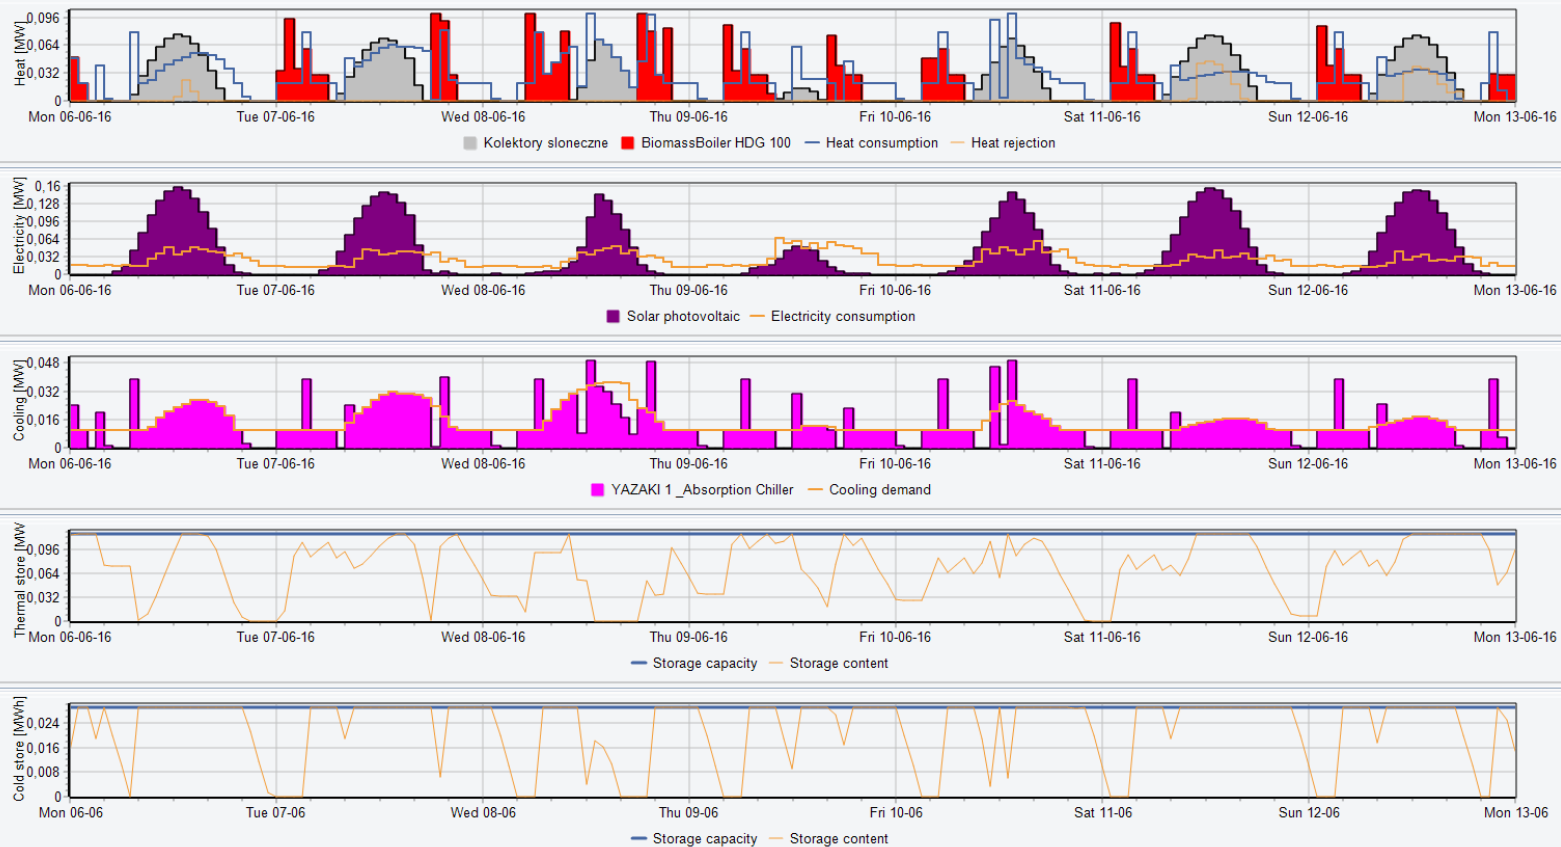 Heat [MW]
0,096
0,064
0,032
0
Mon 06-06-16 Tue 07-06-16 Wed 08-06-16 Thu 09-06-16 Fri 10-06-16 Sat 11-06-16 Sun 12-06-16 Mon 13-06-16
Kolektory sloneczne BiomassBoiler HDG 100 Heat consumption Heat rejection
Electricity [MW]
0,16
0,128
0,096
0,064
0,032
0
Mon 06-06-16 Tue 07-06-16 Wed 08-06-16 Thu 09-06-16 Fri 10-06-16 Sat 11-06-16 Sun 12-06-16 Mon 13-06-16
Solar photovoltaic Electricity consumption
Cooling [MW]
0,048
0,032
0,016
0
Mon 06-06-16 Tue 07-06-16 Wed 08-06-16 Thu 09-06-16 Fri 10-06-16 Sat 11-06-16 Sun 12-06-16 Mon 13-06-16
YAZAKI 1 _Absorption Chiller Cooling demand
Thermal store [MW
0,096
0,064
0,032
0
Mon 06-06-16 Tue 07-06-16 Wed 08-06-16 Thu 09-06-16 Fri 10-06-16 Sat 11-06-16 Sun 12-06-16 Mon 13-06-16
Storage capacity Storage content
Cold store [MWh]
0,024
0,016
0,008
0
Mon 06-06 Tue 07-06 Wed 08-06 Thu 09-06 Fri 10-06 Sat 11-06 Sun 12-06 Mon 13-06
Storage capacity Storage content